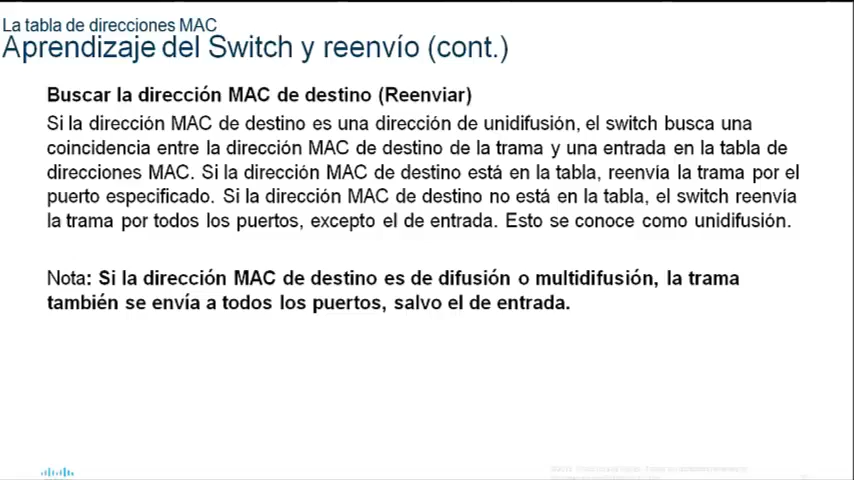 La tabla de direcciones MAC
Aprendizaje del Switch y reenvío (cont.)
Buscar la dirección MAC de destino (Reenviar)
Si la dirección MAC de destino es una dirección de unidifusión, el switch busca una
coincidencia entre la dirección MAC de destino de la trama y una entrada en la tabla de
direcciones MAC. Si la dirección MAC de destino está en la tabla, reenvía la trama por el
puerto especificado. Si la dirección MAC de destino no está en la tabla, el switch reenvía
la trama por todos los puertos, excepto el de entrada. Esto se conoce como unidifusión.
Nota: Si la dirección MAC de destino es de difusión o multidifusión, la trama
también se envía a todos los puertos, salvo el de entrada.